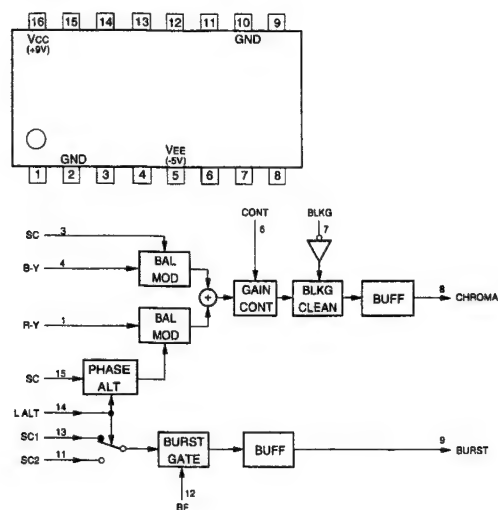 16 15 14 13 12 11 10 9
VCC GND
(+9V)
GND VEE
(-5V)
1 2 3 4 5 6 7 8
CONT BLKG
6 7
SC 3
B-Y 4 BAL
MOD
GAIN
CONT
BLKG
CLEAN
BUFF 8 CHROMA
R-Y 1 BAL
MOD
SC 15 PHASE
ALT
L ALT 14
SC1 13
SC2 11
BURST
GATE
BUFF 9 BURST
12